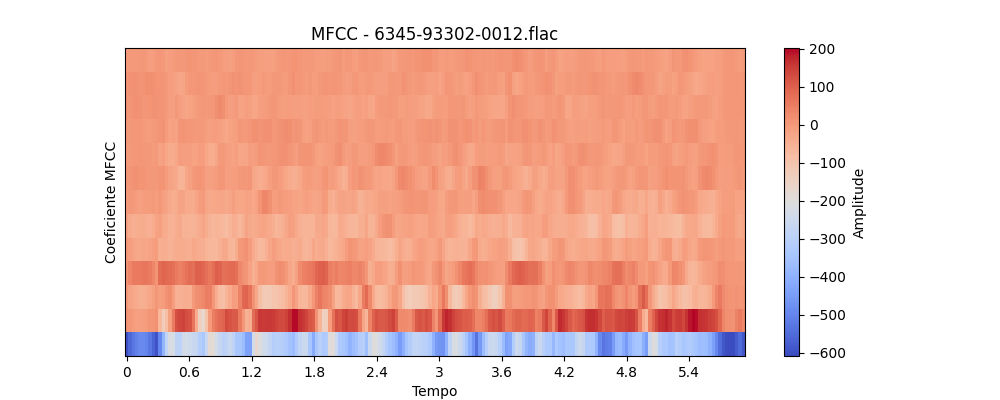 MFCC - 6345-93302-0012.flac
Coeficiente MFCC
0 0.6 1.2 1.8 2.4 3 3.6 4.2 4.8 5.4
Tempo
200
100
0
−100
−200
−300
−400
−500
−600
Amplitude